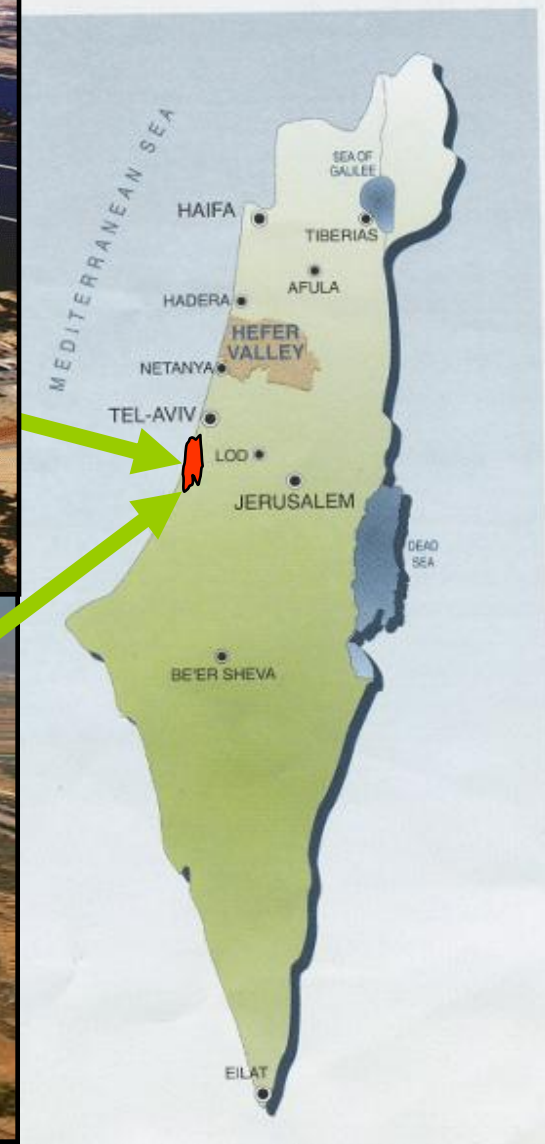 MEDITERRANEAN SEA
SEA OF
GALILEE
HAIFA
TIBERIAS
AFULA
HADERA
HEFER
VALLEY
NETANYA
TEL-AVIV
LOD
JERUSALEM
DEAD
SEA
BE'ER SHEVA
EILAT